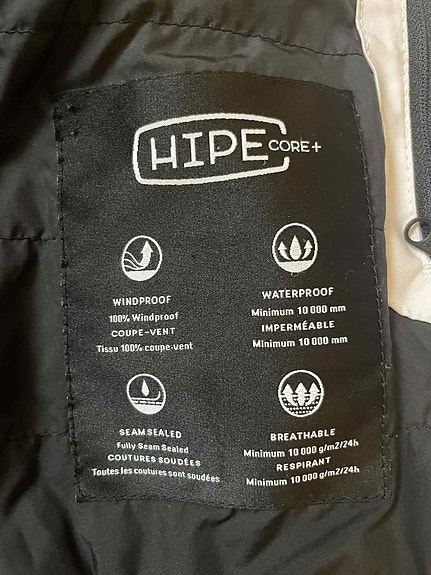 HIPE CORE+
WINDPROOF
100% Windproof
COUPE-VENT
Tissu 100% coupe-vent
WATERPROOF
Minimum 10 000 mm
IMPERMÉABLE
Minimum 10 000 mm
SEAM SEALED
Fully Seam Sealed
COUTURES SOUDÉES
Toutes les coutures sont soudées
BREATHABLE
Minimum 10 000 g/m2/24h
RESPIRANT
Minimum 10 000 g/m2/24h